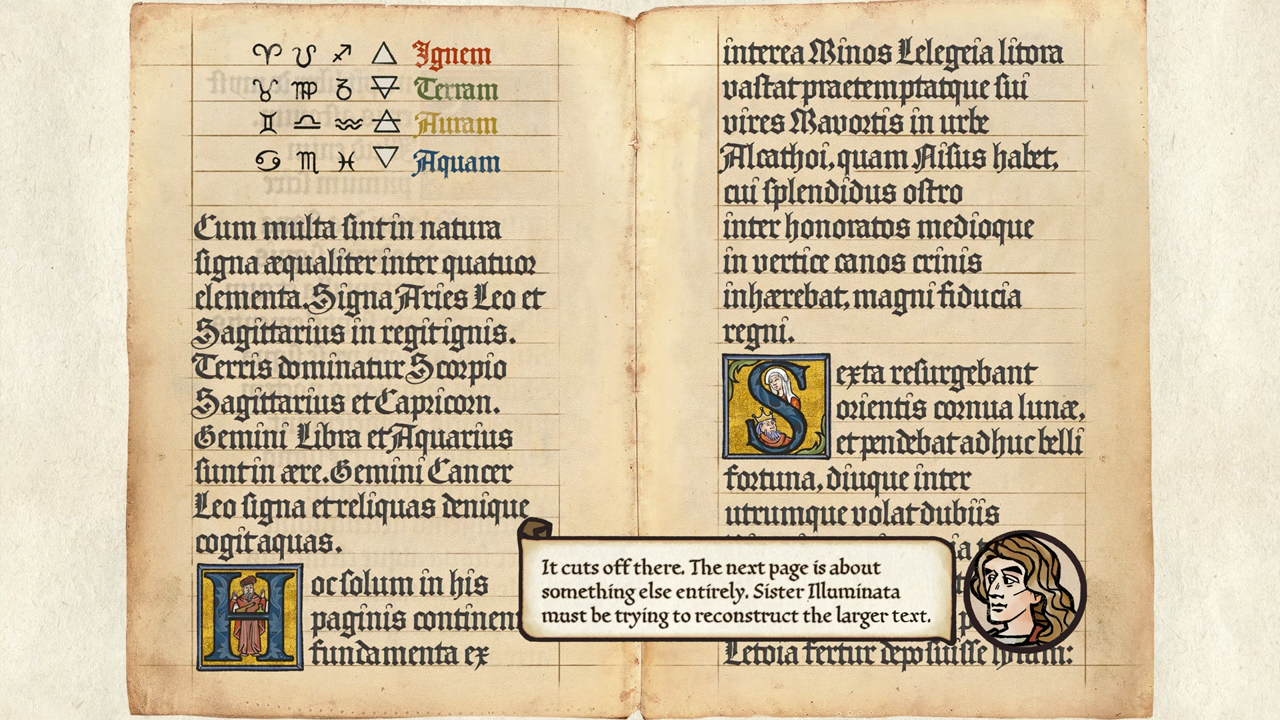 ♈ ♌ ♐ 🜂 Ignem
♉ ♍ ♑ 🜃 Terram
♊ ♎ ♒ 🜁 Auram
♋ ♏ ♓ 🜄 Aquam
Cum multa sint in natura
signa æqualiter inter quatuor
elementa. Signa Aries Leo et
Sagittarius in regit ignis.
Terris dominatur Scorpio
Sagittarius et Capricorn.
Gemini Libra et Aquarius
sunt in ære. Gemini Cancer
Leo signa et reliquas denique
cogit aquas.
Hoc solum in his
paginis continent
fundamenta ex
interea Minos Lelegeia litora
vastat praetemptatque sui
vires Mavortis in urbe
Alcathoi, quam Nisus habet,
cui splendidus ostro
inter honoratos medioque
in vertice canos crinis
inhærebat, magni fiducia
regni.
Sexta resurgebant
orientis cornua lunæ,
et pendebat adhuc belli
fortuna, diuque inter
utrumque volat dubiis
Letoia fertur deposuisse
It cuts off there. The next page is about
something else entirely. Sister Illuminata
must be trying to reconstruct the larger text.